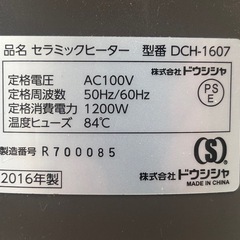 品名 セラミックヒーター 型番 DCH-1607
定格電圧 AC100V
定格周波数 50Hz/60Hz
定格消費電力 1200W
温度ヒューズ 84℃
PS
E
株式会社 ドウシシャ
製造番号 R700085
2016年製
(S)
株式会社 ドウシシャ
MADE IN CHINA